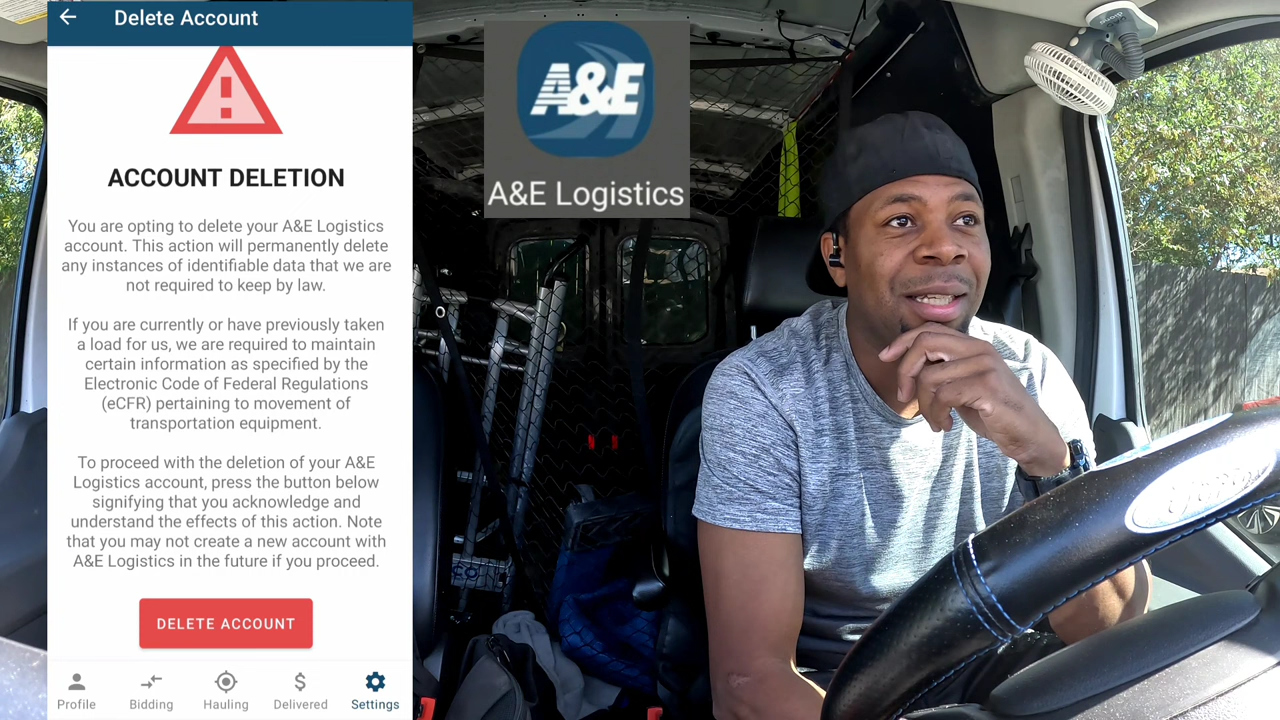 Delete Account
ACCOUNT DELETION
You are opting to delete your A&E Logistics
account. This action will permanently delete
any instances of identifiable data that we are
not required to keep by law.
If you are currently or have previously taken
a load for us, we are required to maintain
certain information as specified by the
Electronic Code of Federal Regulations
(eCFR) pertaining to movement of
transportation equipment.
To proceed with the deletion of your A&E
Logistics account, press the button below
signifying that you acknowledge and
understand the effects of this action. Note
that you may not create a new account with
A&E Logistics in the future if you proceed.
DELETE ACCOUNT
Profile Bidding Hauling Delivered Settings
A&E
A&E Logistics
Ford